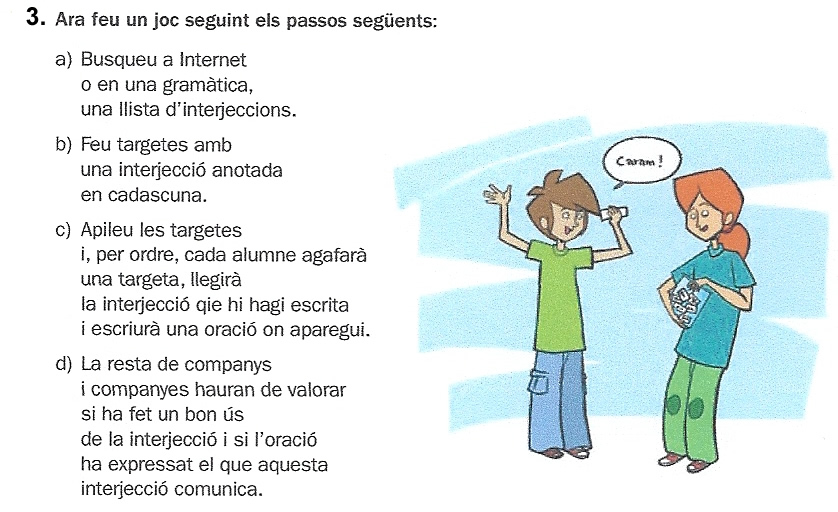 3. Ara feu un joc seguint els passos següents:
a) Busqueu a Internet
o en una gramàtica,
una llista d'interjeccions.
b) Feu targetes amb
una interjecció anotada
en cadascuna.
c) Apileu les targetes
i, per ordre, cada alumne agafarà
una targeta, llegirà
la interjecció qie hi hagi escrita
i escriurà una oració on aparegui.
d) La resta de companys
i companyes hauran de valorar
si ha fet un bon ús
de la interjecció i si l'oració
ha expressat el que aquesta
interjecció comunica.
Caram!